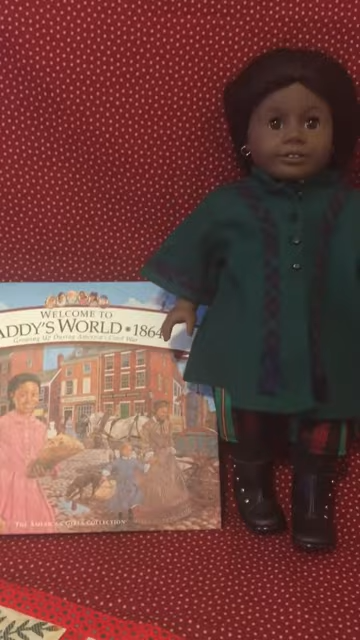 WELCOME TO
ADDY'S WORLD • 1864
Growing Up During America's Civil War
THE AMERICAN GIRLS COLLECTION